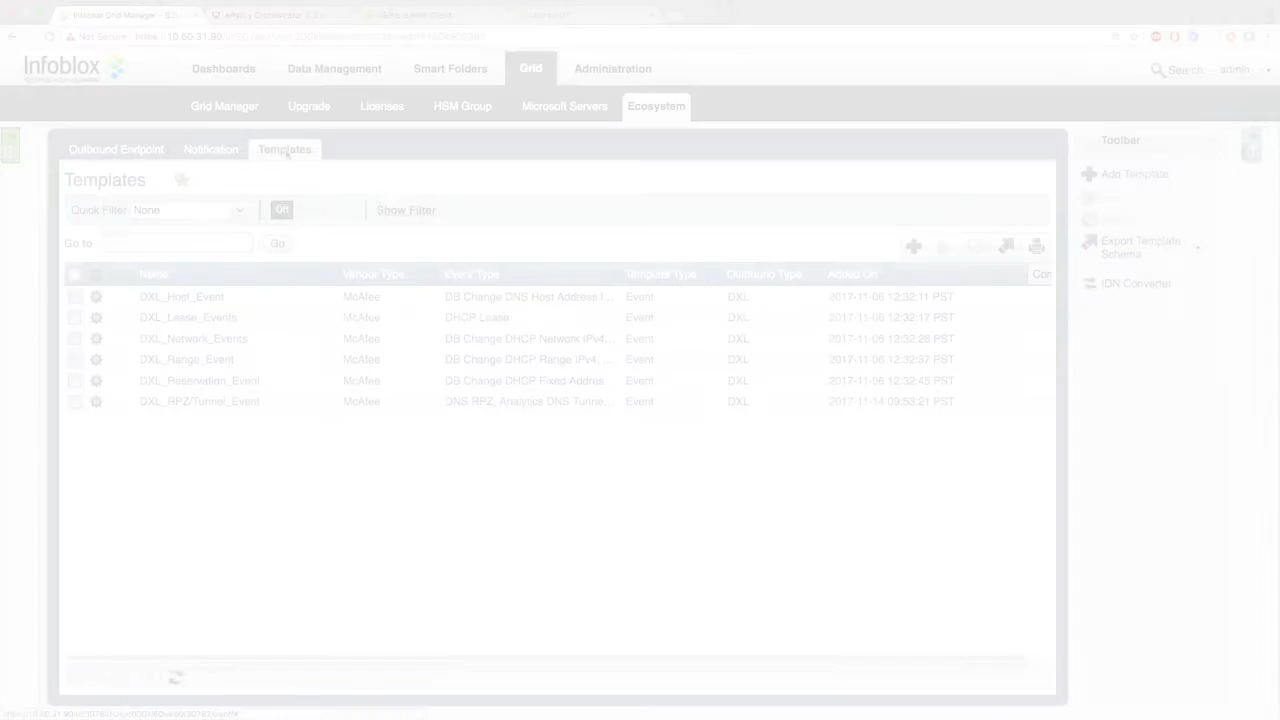 Infoblox Grid Manager
Not Secure
Infoblox
Dashboards Data Management Smart Folders Grid Administration
Search admin
Grid Manager Upgrade Licenses HSM Group Microsoft Servers Ecosystem
Outbound Endpoint Notification Templates
Toolbar
Add Template
Export Template
Schema
IDN Converter
Templates
Quick Filter None Off Show Filter
Go to Go
Name Vendor Type Event Type Template Type Outbound Type Added On Con
DXL_Host_Event McAfee DB Change DNS Host Address I... Event DXL 2017-11-06 12:32:11 PST
DXL_Lease_Events McAfee DHCP Lease Event DXL 2017-11-06 12:32:17 PST
DXL_Network_Events McAfee DB Change DHCP Network IPv4... Event DXL 2017-11-06 12:32:26 PST
DXL_Range_Event McAfee DB Change DHCP Range IPv4, ... Event DXL 2017-11-06 12:32:37 PST
DXL_Reservation_Event McAfee DB Change DHCP Fixed Addres Event DXL 2017-11-06 12:32:45 PST
DXL_RPZ/Tunnel_Event McAfee DNS RPZ, Analytics DNS Tunne... Event DXL 2017-11-14 09:53:21 PST